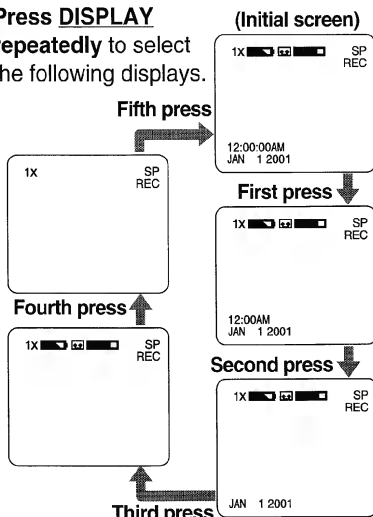 Press DISPLAY
repeatedly to select
the following displays.
(Initial screen)
1X SP
REC
12:00:00AM
JAN 1 2001
Fifth press
First press
1X SP
REC
12:00AM
JAN 1 2001
Second press
1X SP
REC
JAN 1 2001
Third press
1X SP
REC
Fourth press
1X SP
REC